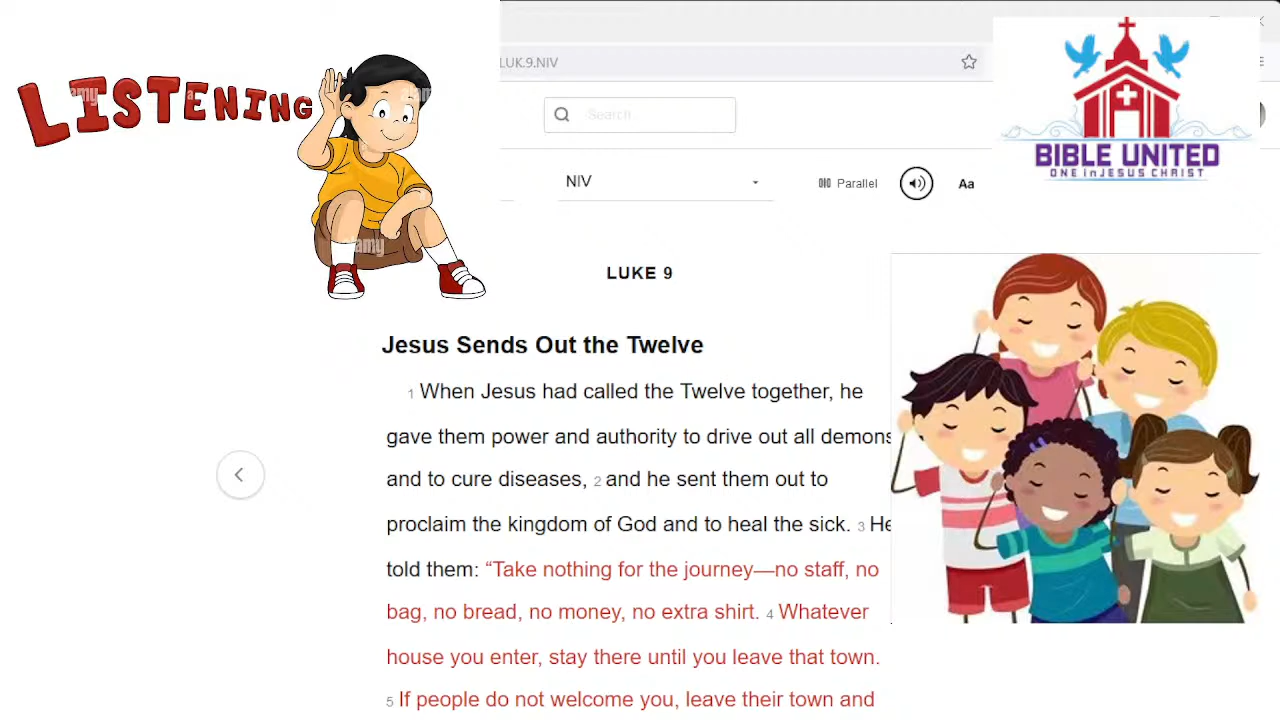 LISTENING
LUK.9.NIV
Search...
NIV
Parallel
Aa
BIBLE UNITED
ONE in JESUS CHRIST
LUKE 9
Jesus Sends Out the Twelve
1 When Jesus had called the Twelve together, he
gave them power and authority to drive out all demons
and to cure diseases, 2 and he sent them out to
proclaim the kingdom of God and to heal the sick. 3 He
told them: “Take nothing for the journey—no staff, no
bag, no bread, no money, no extra shirt. 4 Whatever
house you enter, stay there until you leave that town.
5 If people do not welcome you, leave their town and